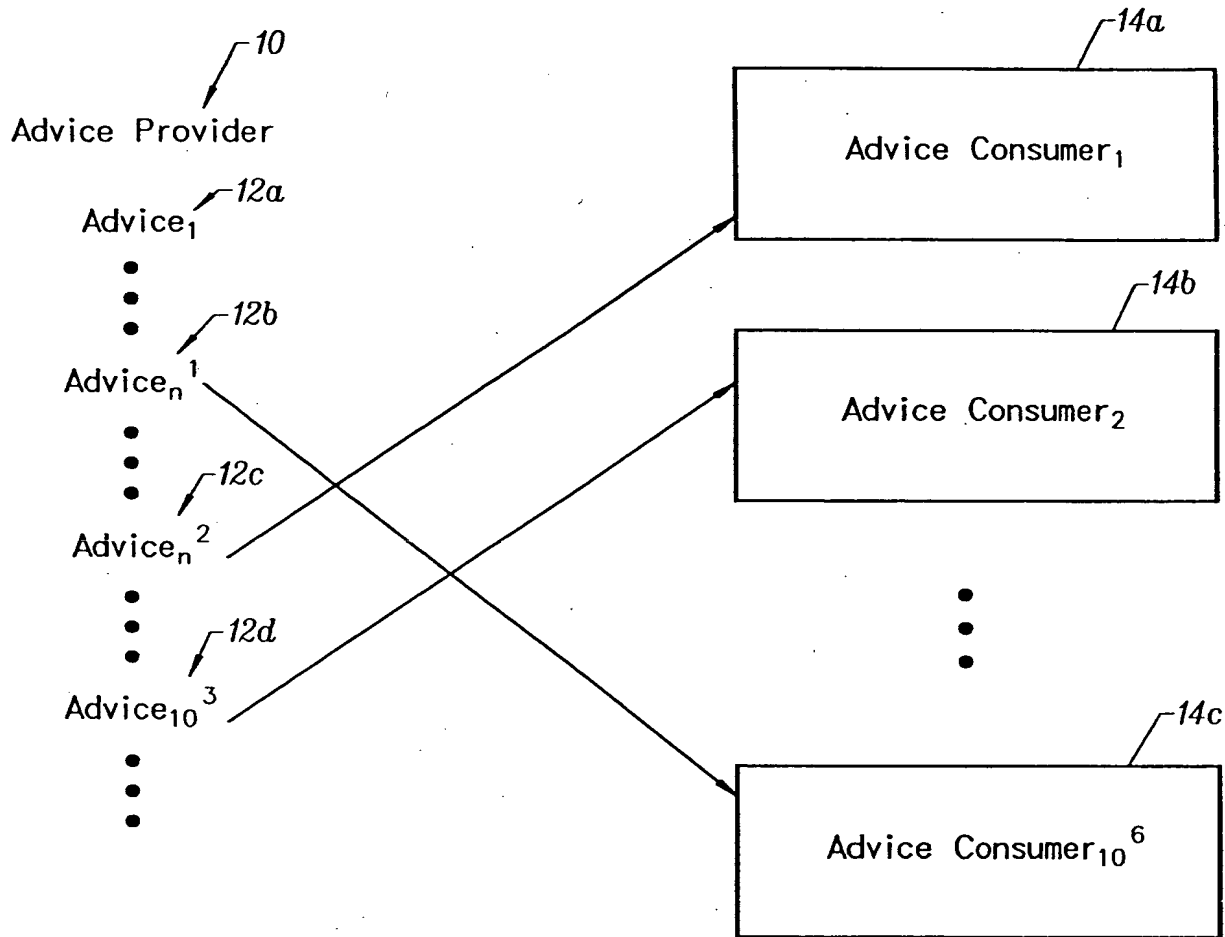 10
Advice Provider
12a
Advice₁
12b
Adviceₙ¹
12c
Adviceₙ²
12d
Advice₁₀³
14a
Advice Consumer₁
14b
Advice Consumer₂
14c
Advice Consumer₁₀⁶